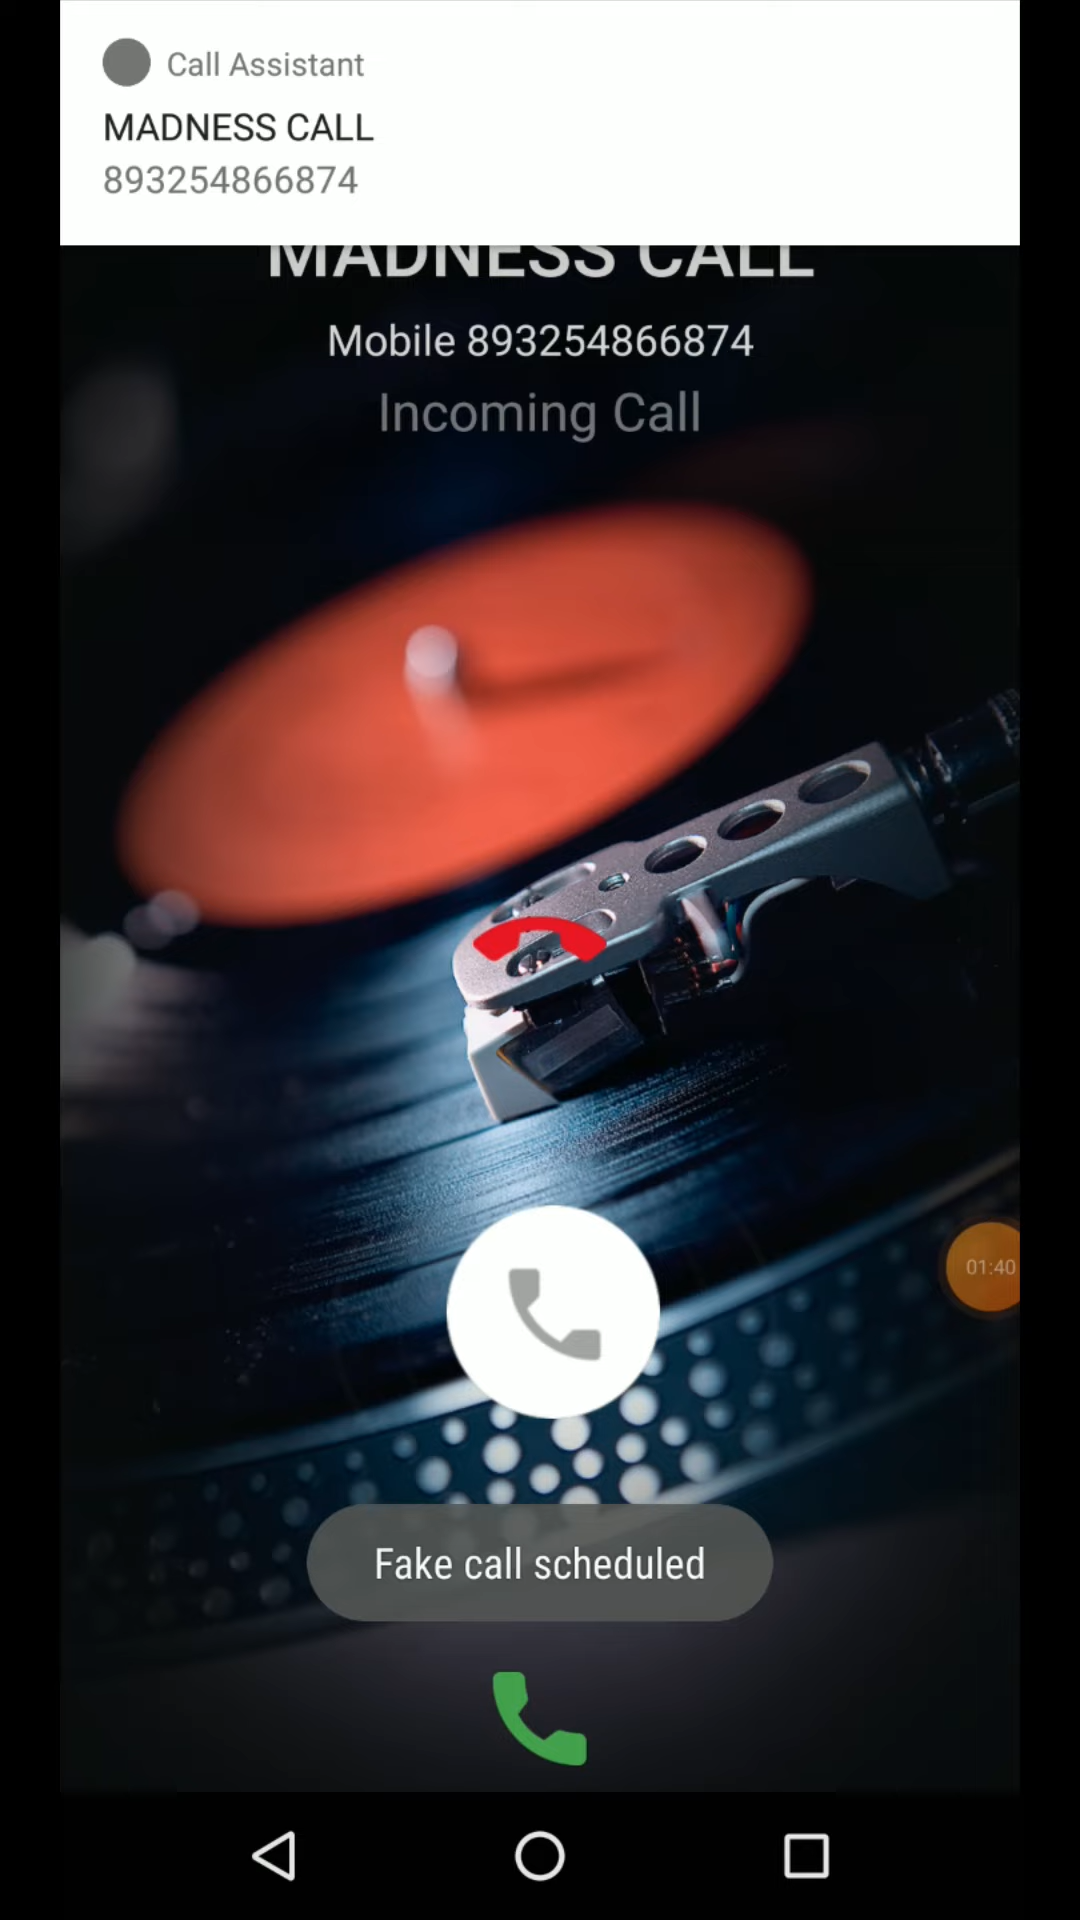 Call Assistant
MADNESS CALL
893254866874
MADNESS CALL
Mobile 893254866874
Incoming Call
01:40
Fake call scheduled